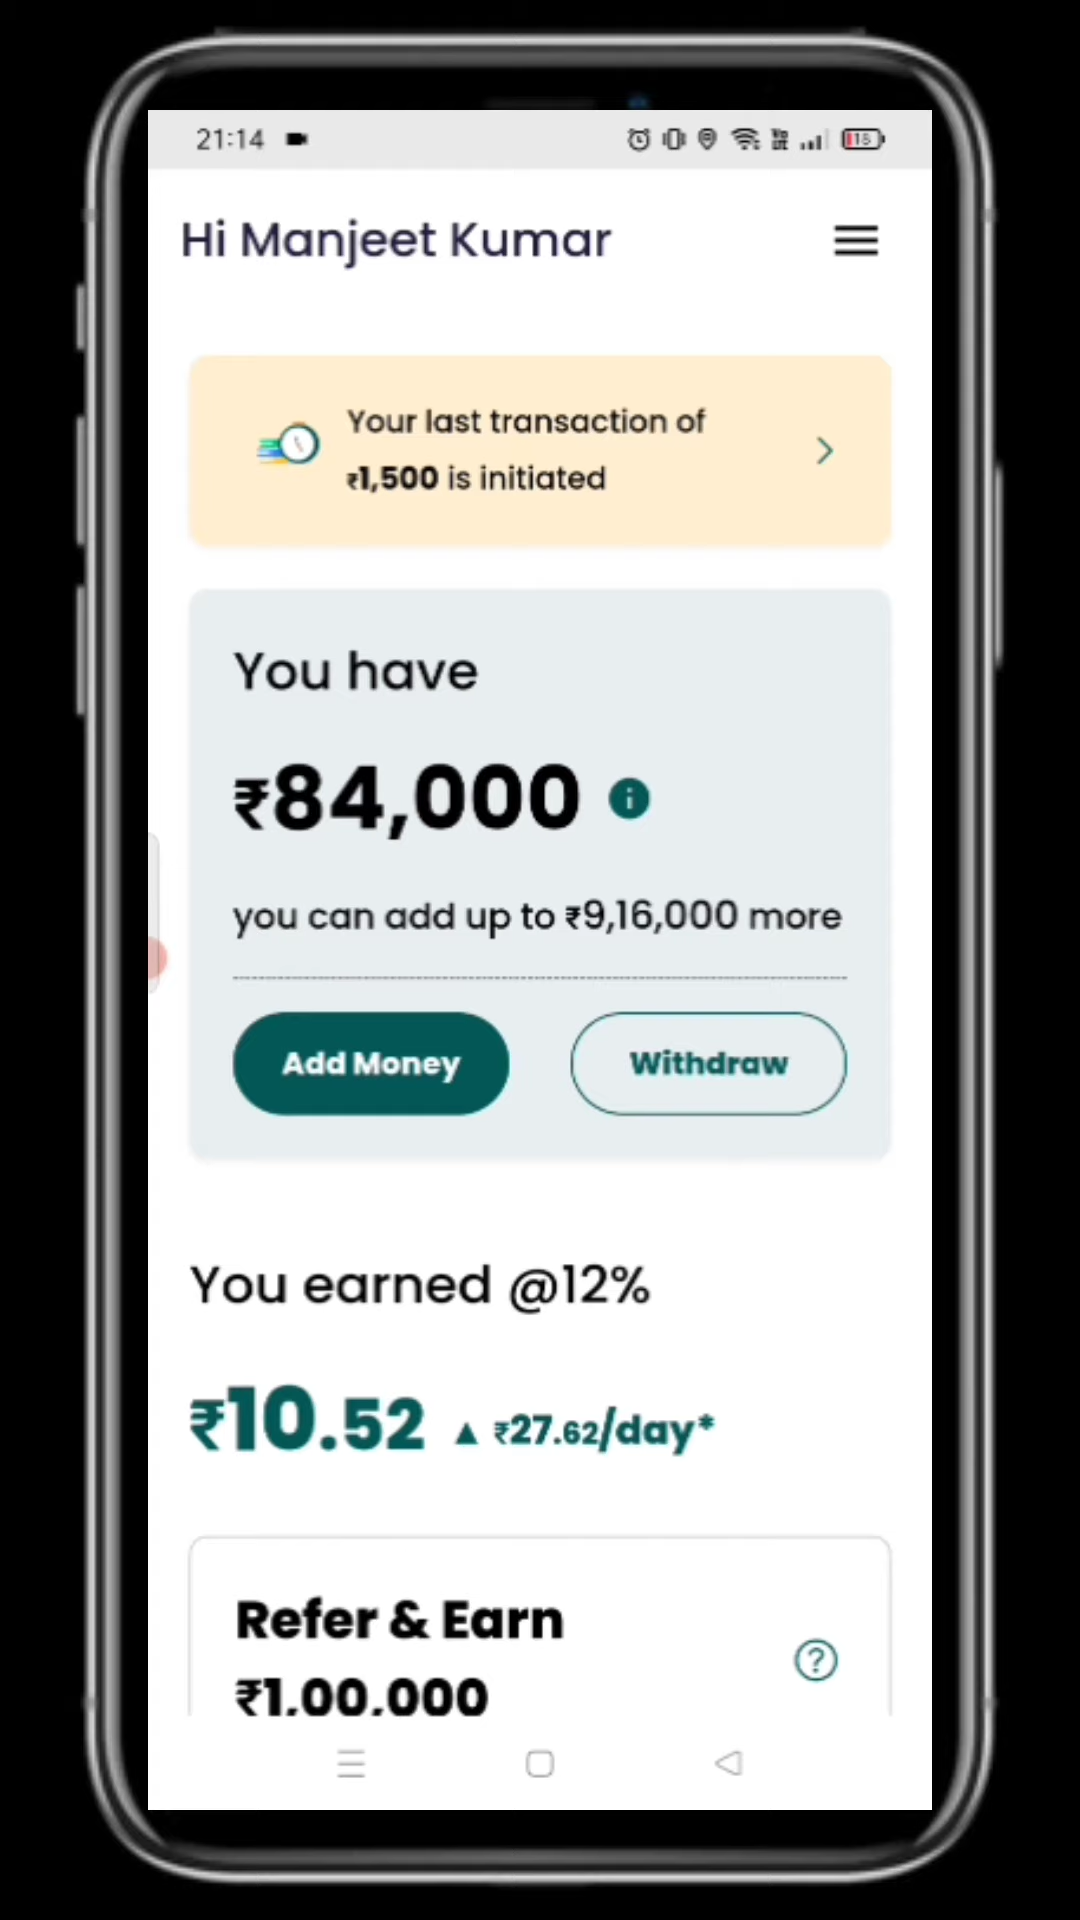 21:14
15
Hi Manjeet Kumar
Your last transaction of
₹1,500 is initiated
You have
₹84,000
you can add up to ₹9,16,000 more
Add Money
Withdraw
You earned @12%
₹10.52 ▲ ₹27.62/day*
Refer & Earn
₹1,00,000